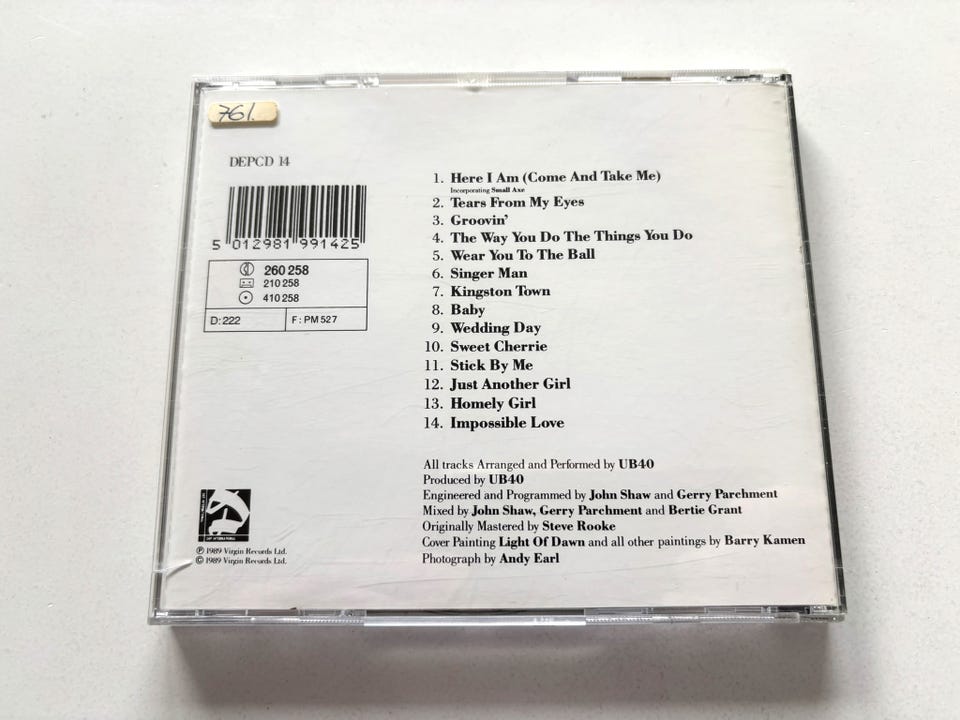 761.
DEPCD 14
5 012981 991425
260 258
210 258
410 258
D: 222 F: PM 527
1. Here I Am (Come And Take Me)
Incorporating Small Axe
2. Tears From My Eyes
3. Groovin'
4. The Way You Do The Things You Do
5. Wear You To The Ball
6. Singer Man
7. Kingston Town
8. Baby
9. Wedding Day
10. Sweet Cherrie
11. Stick By Me
12. Just Another Girl
13. Homely Girl
14. Impossible Love
All tracks Arranged and Performed by UB40
Produced by UB40
Engineered and Programmed by John Shaw and Gerry Parchment
Mixed by John Shaw, Gerry Parchment and Bertie Grant
Originally Mastered by Steve Rooke
Cover Painting Light Of Dawn and all other paintings by Barry Kamen
Photograph by Andy Earl
DEP INTERNATIONAL
℗ 1989 Virgin Records Ltd.
© 1989 Virgin Records Ltd.